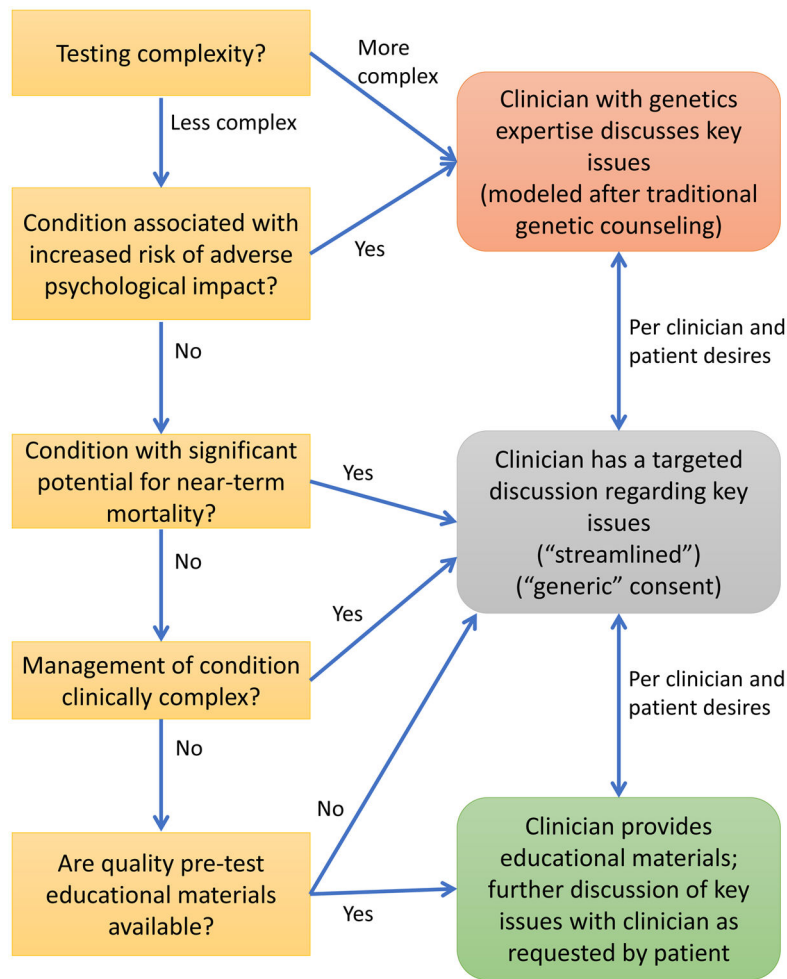 Testing complexity?
More
complex
Less complex
Clinician with genetics
expertise discusses key
issues
(modeled after traditional
genetic counseling)
Condition associated with
increased risk of adverse
psychological impact?
Yes
No
Per clinician and
patient desires
Condition with significant
potential for near-term
mortality?
Yes
No
Clinician has a targeted
discussion regarding key
issues
(“streamlined”)
(“generic” consent)
Management of condition
clinically complex?
Yes
No
Per clinician and
patient desires
Are quality pre-test
educational materials
available?
No
Yes
Clinician provides
educational materials;
further discussion of key
issues with clinician as
requested by patient